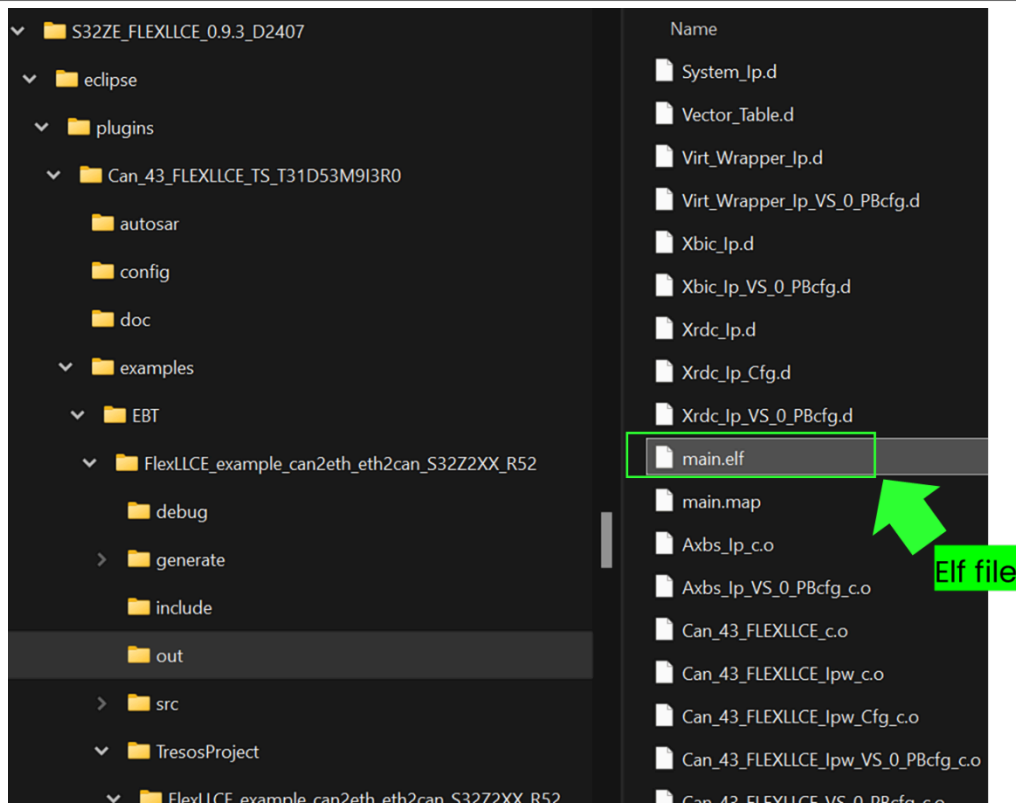 S32ZE_FLEXLLCE_0.9.3_D2407
eclipse
plugins
Can_43_FLEXLLCE_TS_T31D53M9I3R0
autosar
config
doc
examples
EBT
FlexLLCE_example_can2eth_eth2can_S32Z2XX_R52
debug
generate
include
out
src
TresosProject
FlexLLCE_example_can2eth_eth2can_S32Z2XX_R52
Name
System_Ip.d
Vector_Table.d
Virt_Wrapper_Ip.d
Virt_Wrapper_Ip_VS_0_PBcfg.d
Xbic_Ip.d
Xbic_Ip_VS_0_PBcfg.d
Xrdc_Ip.d
Xrdc_Ip_Cfg.d
Xrdc_Ip_VS_0_PBcfg.d
main.elf
main.map
Axbs_Ip_c.o
Axbs_Ip_VS_0_PBcfg_c.o
Can_43_FLEXLLCE_c.o
Can_43_FLEXLLCE_Ipw_c.o
Can_43_FLEXLLCE_Ipw_Cfg_c.o
Can_43_FLEXLLCE_Ipw_VS_0_PBcfg_c.o
Can_43_FLEXLLCE_VS_0_PBcfg_c.o
Elf file